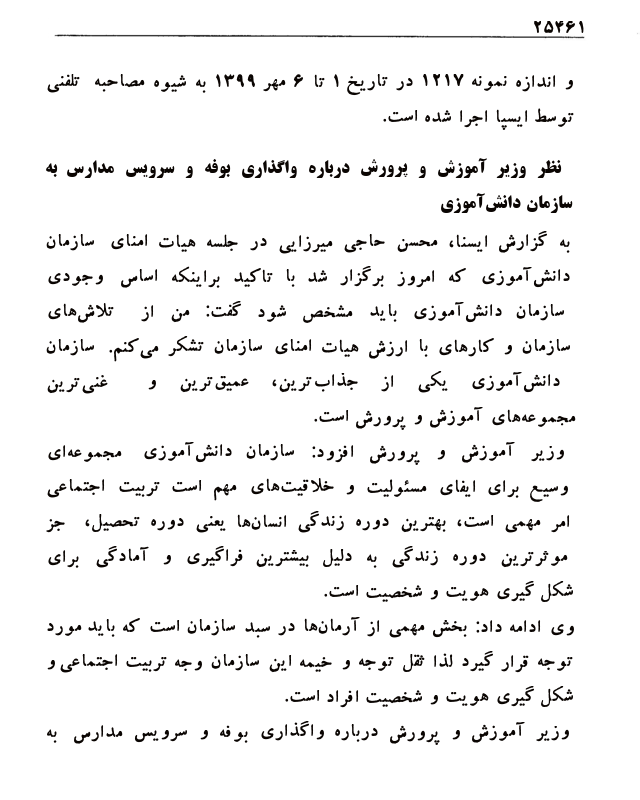 ۲۵۴۶۱
و اندازه نمونه ۱۲۱۷ در تاریخ ۱ تا ۶ مهر ۱۳۹۹ به شیوه مصاحبه تلفنی
توسط ایسپا اجرا شده است.
نظر وزیر آموزش و پرورش درباره واگذاری بوفه و سرویس مدارس به
سازمان دانش‌آموزی
به گزارش ایسنا، محسن حاجی میرزایی در جلسه هیات امنای سازمان
دانش‌آموزی که امروز برگزار شد با تاکید براینکه اساس وجودی
سازمان دانش‌آموزی باید مشخص شود گفت: من از تلاش‌های
سازمان و کارهای با ارزش هیات امنای سازمان تشکر می‌کنم. سازمان
دانش‌آموزی یکی از جذاب‌ترین، عمیق‌ترین و غنی‌ترین
مجموعه‌های آموزش و پرورش است.
وزیر آموزش و پرورش افزود: سازمان دانش‌آموزی مجموعه‌ای
وسیع برای ایفای مسئولیت و خلاقیت‌های مهم است تربیت اجتماعی
امر مهمی است، بهترین دوره زندگی انسان‌ها یعنی دوره تحصیل، جز
موثرترین دوره زندگی به دلیل بیشترین فراگیری و آمادگی برای
شکل گیری هویت و شخصیت است.
وی ادامه داد: بخش مهمی از آرمان‌ها در سبد سازمان است که باید مورد
توجه قرار گیرد لذا ثقل توجه و خیمه این سازمان وجه تربیت اجتماعی و
شکل گیری هویت و شخصیت افراد است.
وزیر آموزش و پرورش درباره واگذاری بوفه و سرویس مدارس به